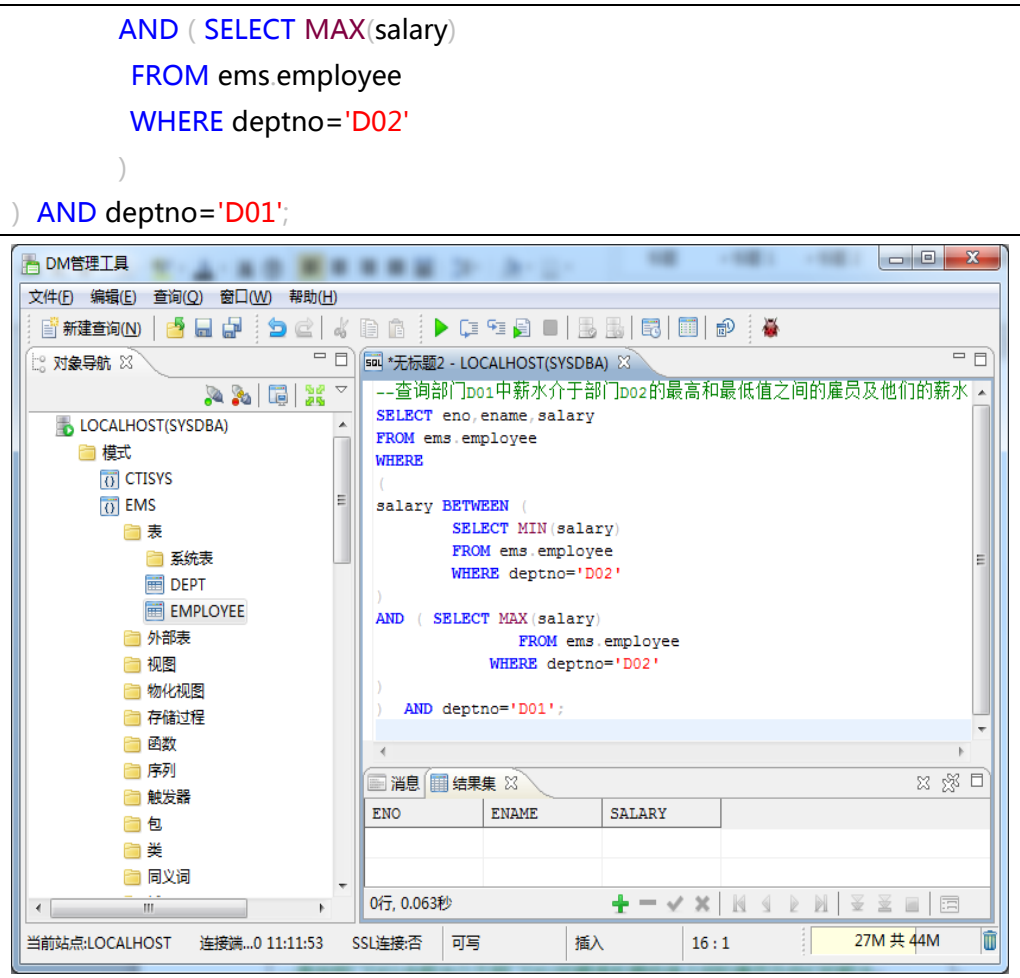 AND ( SELECT MAX(salary)
FROM ems.employee
WHERE deptno='D02'
)
) AND deptno='D01';
DM管理工具
文件(F) 编辑(E) 查询(Q) 窗口(W) 帮助(H)
新建查询(N)
对象导航
*无标题2 - LOCALHOST(SYSDBA)
LOCALHOST(SYSDBA)
模式
CTISYS
EMS
表
系统表
DEPT
EMPLOYEE
外部表
视图
物化视图
存储过程
函数
序列
触发器
包
类
同义词
--查询部门D01中薪水介于部门D02的最高和最低值之间的雇员及他们的薪水
SELECT eno,ename,salary
FROM ems.employee
WHERE
(
salary BETWEEN (
SELECT MIN(salary)
FROM ems.employee
WHERE deptno='D02'
)
AND ( SELECT MAX(salary)
FROM ems.employee
WHERE deptno='D02'
)
) AND deptno='D01';
消息 结果集
ENO ENAME SALARY
0行, 0.063秒
当前站点:LOCALHOST 连接端...0 11:11:53 SSL连接:否 可写 插入 16 : 1 27M 共 44M